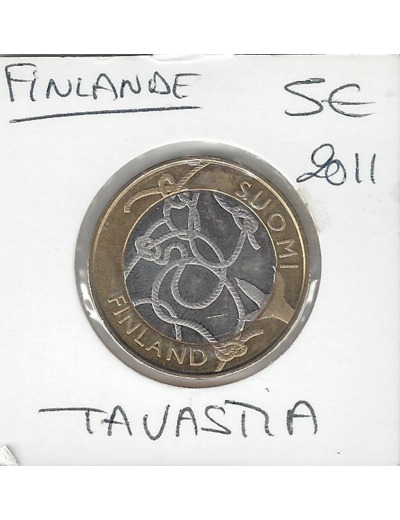 FINLANDE
5€
2011
SUOMI
FINLAND
TAVASTIA